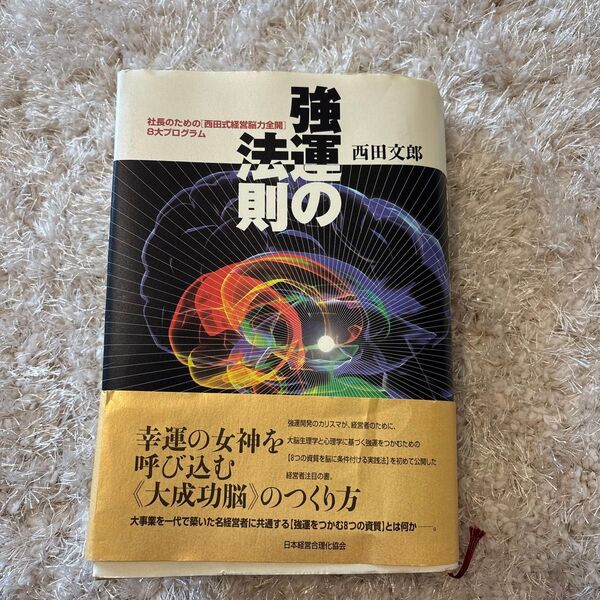 社長のための[西田式経営脳力全開]
8大プログラム
強運の
法則
西田文郎
幸運の女神を
呼び込む
《大成功脳》のつくり方
強運開発のカリスマが、経営者のために、
大脳生理学と心理学に基づく強運をつかむための
【8つの資質を脳に条件付ける実践法】を初めて公開した
経営者注目の書。
大事業を一代で築いた名経営者に共通する【強運をつかむ8つの資質】とは何か──。
日本経営合理化協会